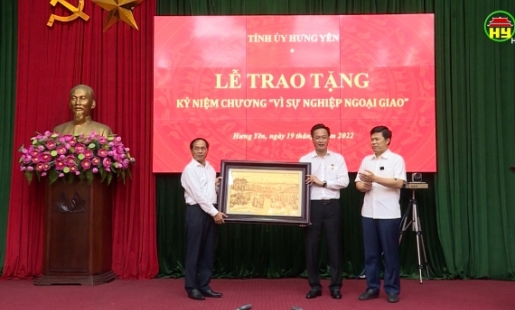 TỈNH ỦY HƯNG YÊN
LỄ TRAO TẶNG
KỶ NIỆM CHƯƠNG "VÌ SỰ NGHIỆP NGOẠI GIAO"
Hưng Yên, ngày 19 tháng 2022
HY